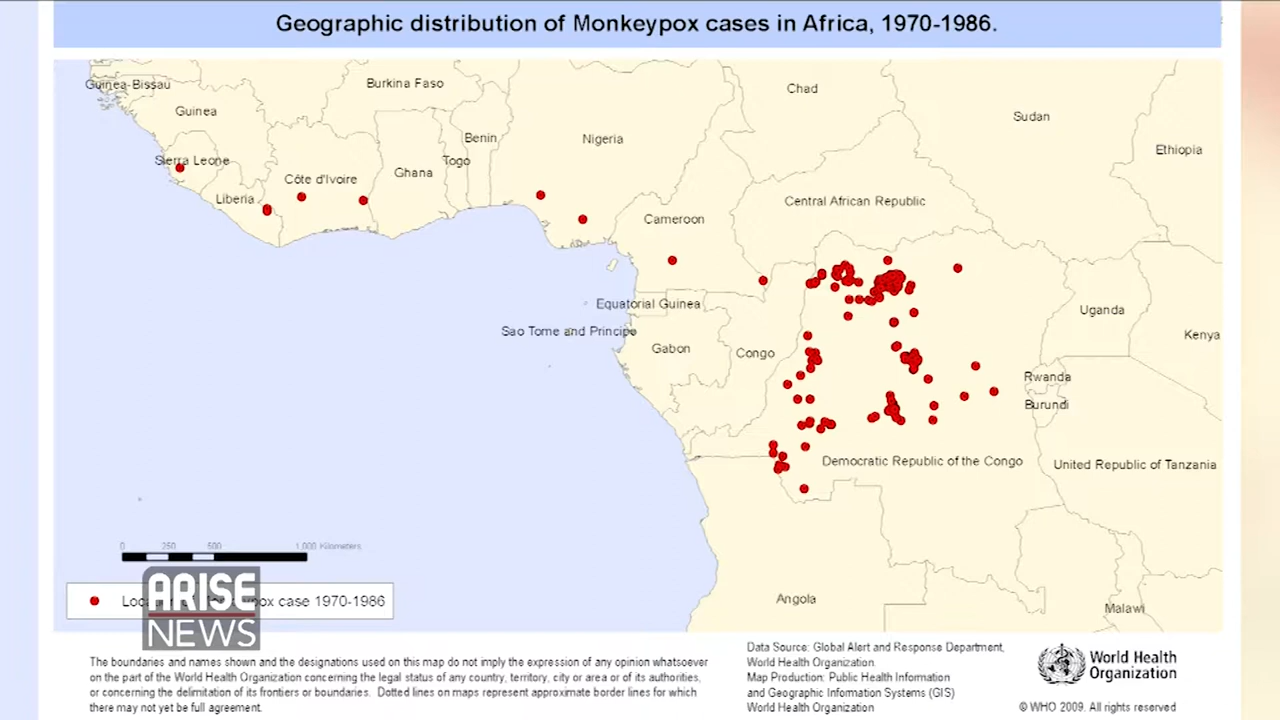 Geographic distribution of Monkeypox cases in Africa, 1970-1986.
Guinea-Bissau
Burkina Faso
Chad
Sudan
Guinea
Benin
Nigeria
Ethiopia
Sierra Leone
Togo
Ghana
Côte d'Ivoire
Liberia
Central African Republic
Cameroon
Equatorial Guinea
Uganda
Sao Tome and Principe
Kenya
Gabon
Congo
Rwanda
Burundi
Democratic Republic of the Congo
United Republic of Tanzania
0 250 500 1,000 Kilometers
Angola
Malawi
1970-1986
ARISE
NEWS
The boundaries and names shown and the designations used on this map do not imply the expression of any opinion whatsoever
on the part of the World Health Organization concerning the legal status of any country, territory, city or area or of its authorities,
or concerning the delimitation of its frontiers or boundaries. Dotted lines on maps represent approximate border lines for which
there may not yet be full agreement.
Data Source: Global Alert and Response Department,
World Health Organization.
Map Production: Public Health Information
and Geographic Information Systems (GIS)
World Health Organization
World Health
Organization
© WHO 2009. All rights reserved